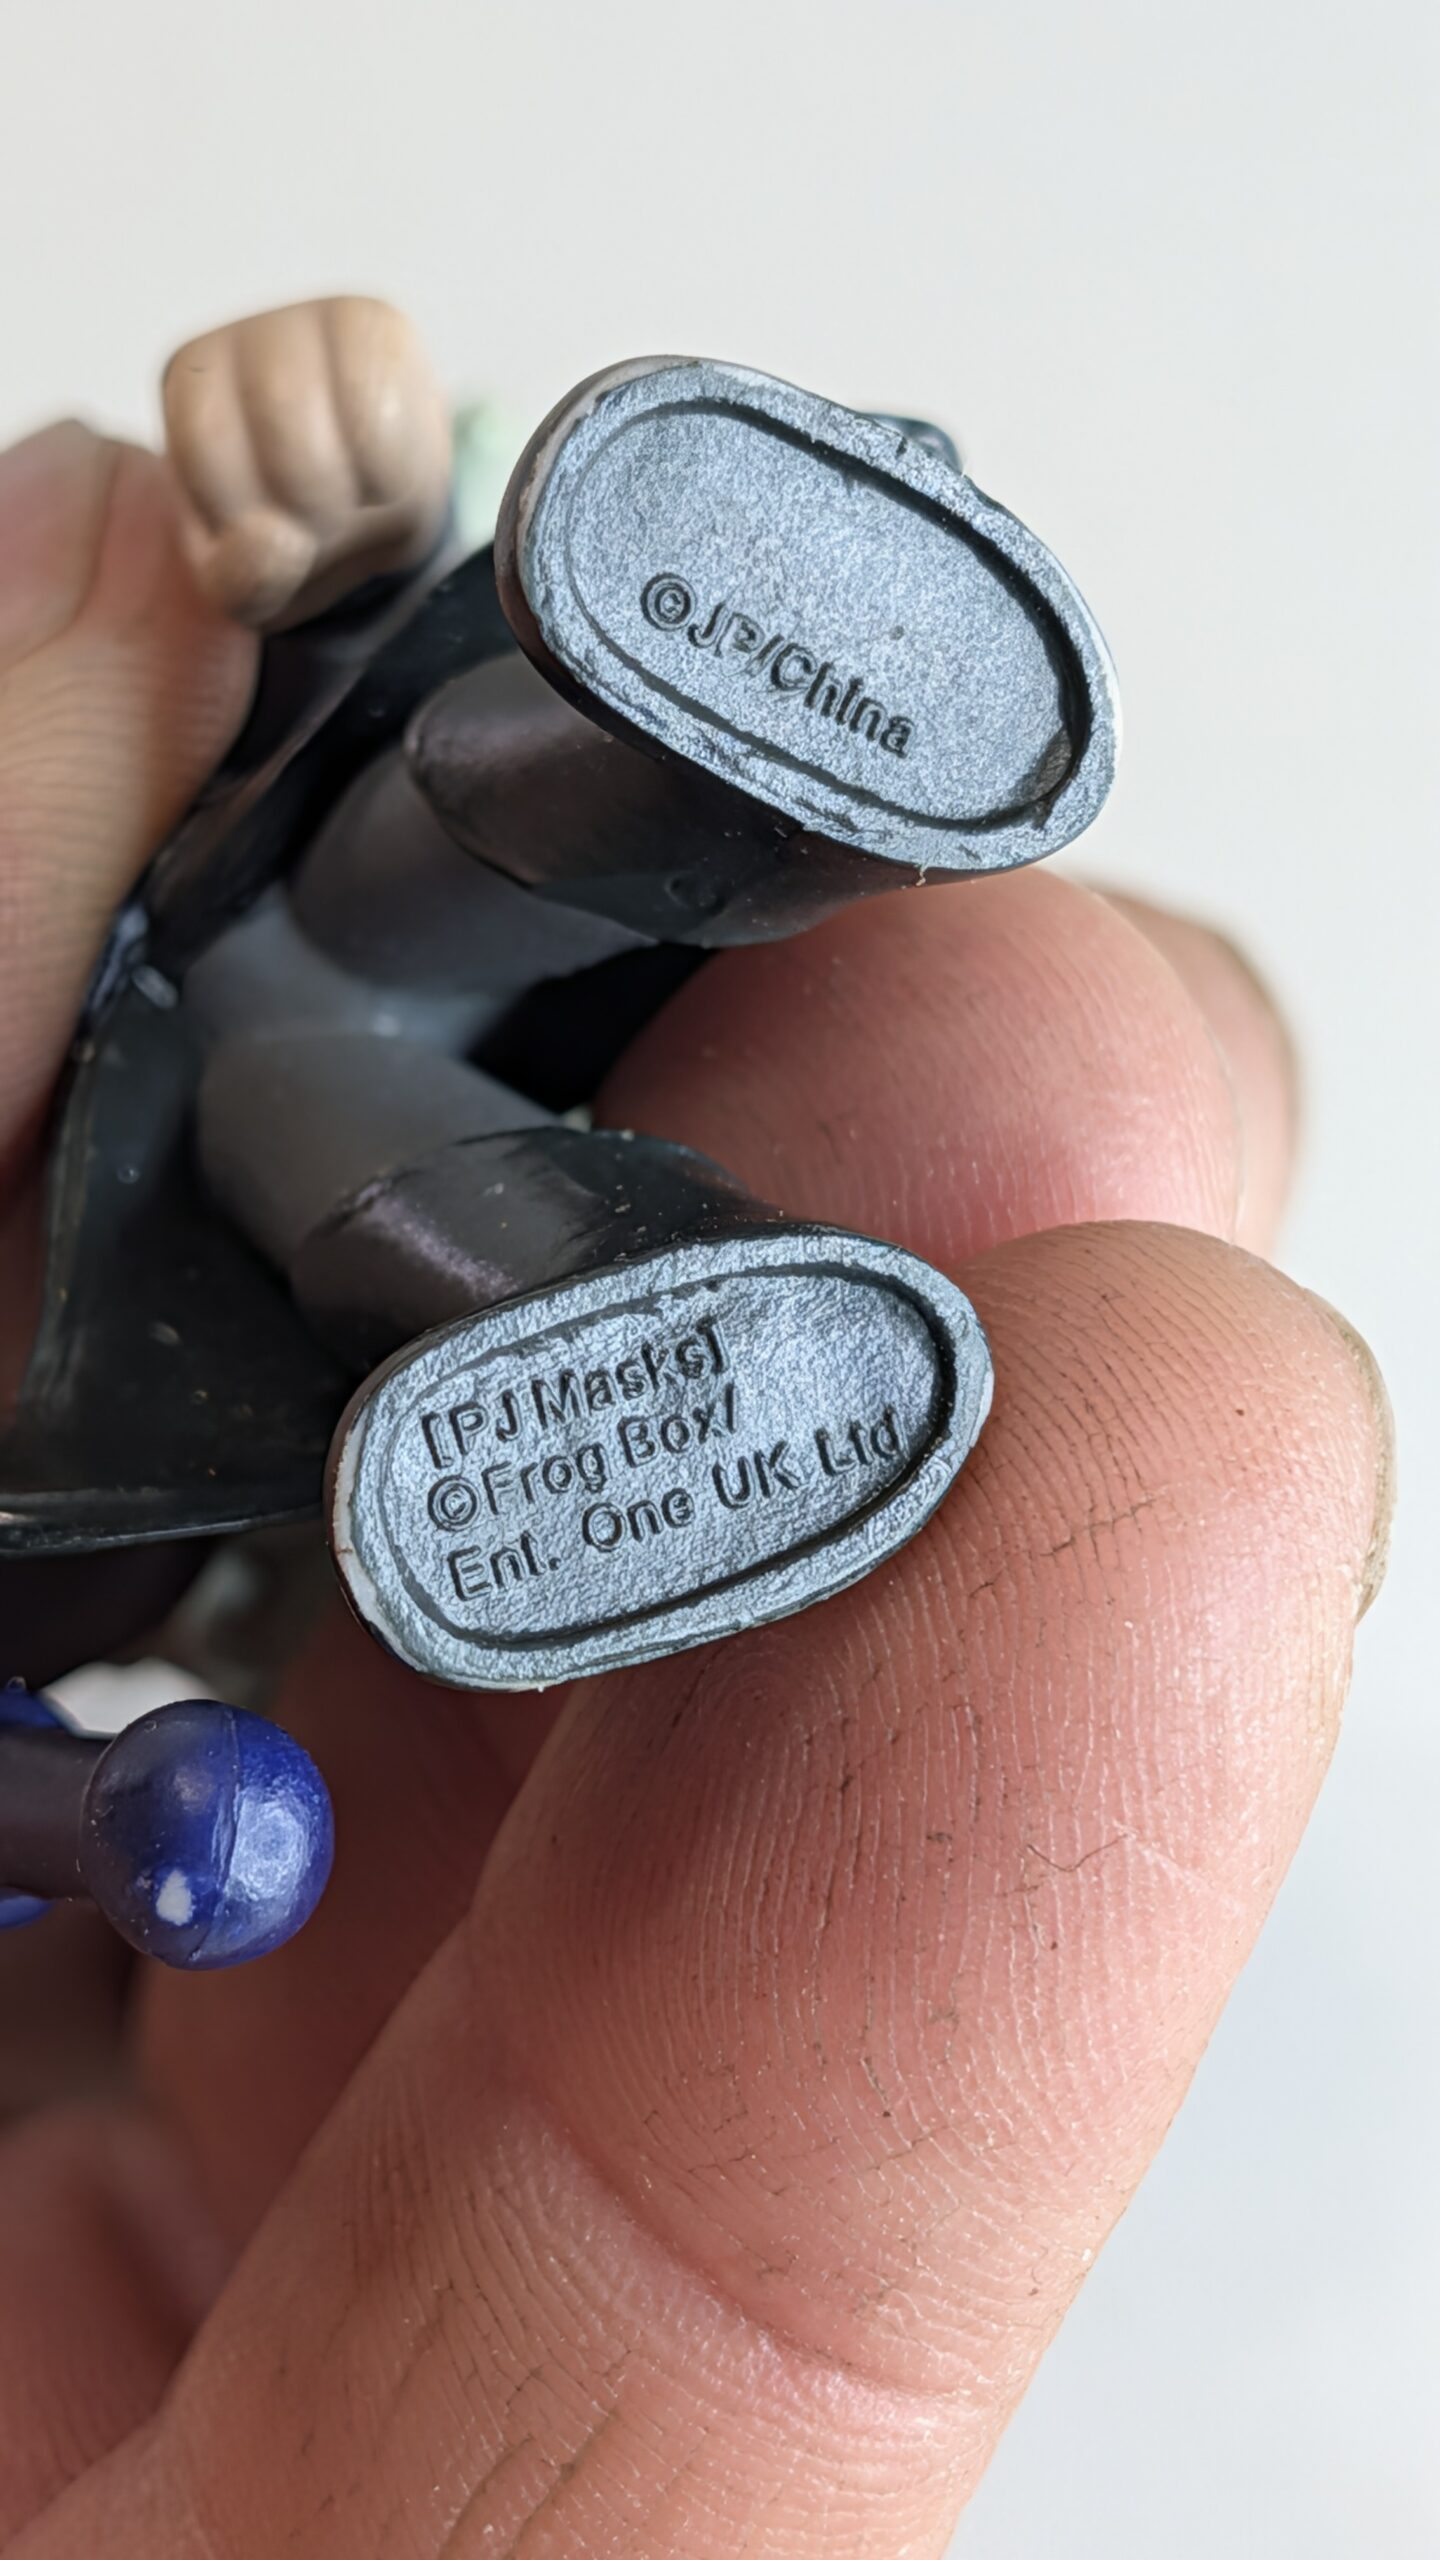 ©JP/China
[PJ Masks]
©Frog Box/
Ent. One UK Ltd